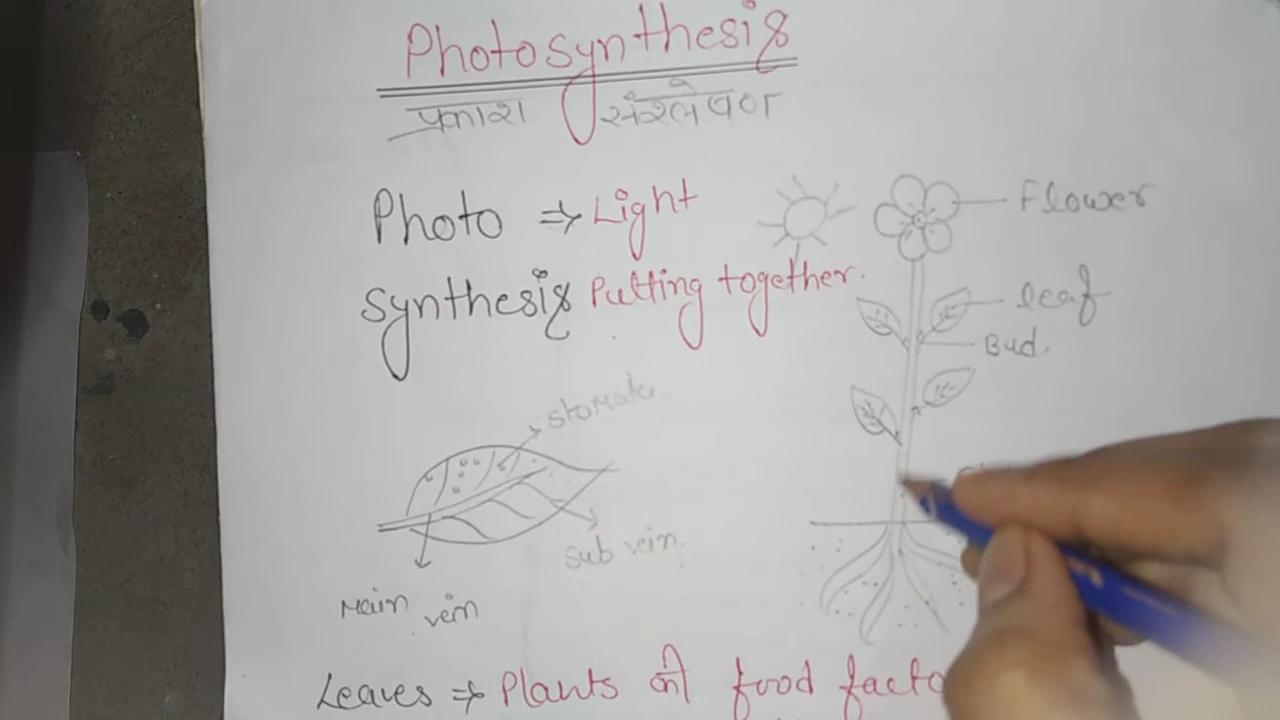 Photosynthesis
प्रकाश संश्लेषण
Photo ⇒ Light
Flower
Synthesis Putting together.
leaf
Bud.
stomata
sub vein.
Main vein
Leaves ⇒ Plants की food facto